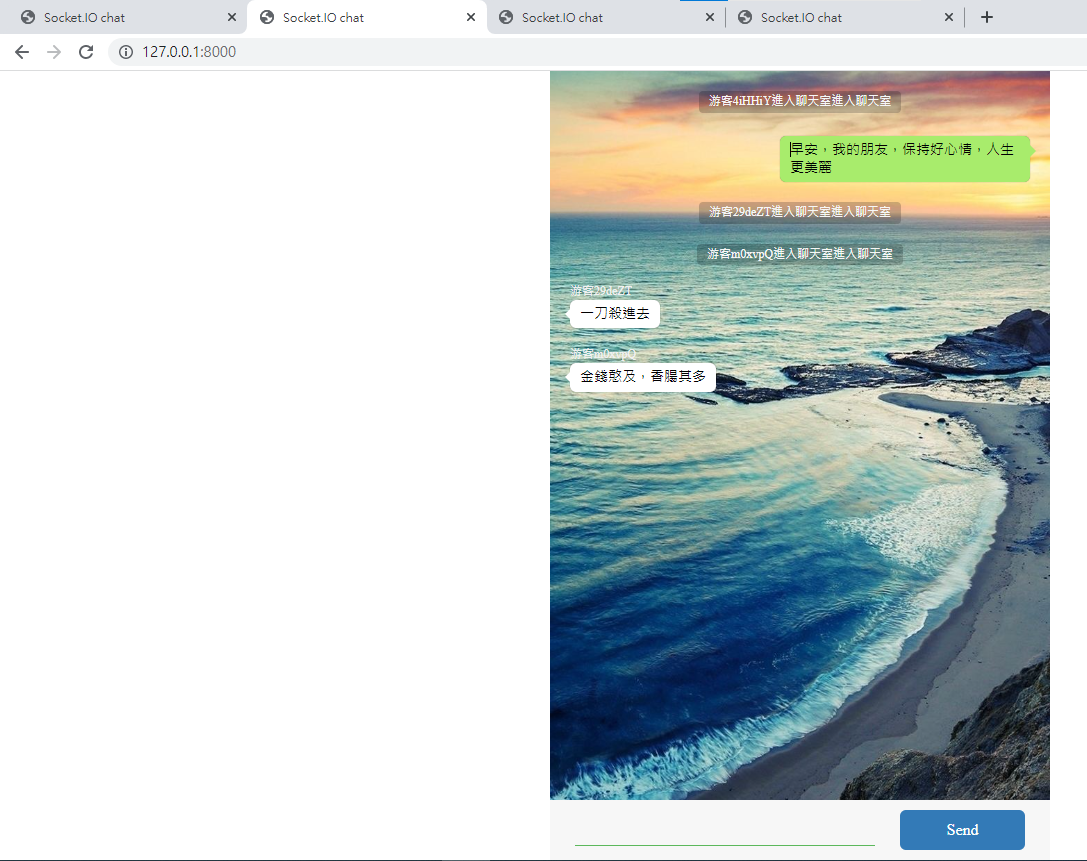 Socket.IO chat
Socket.IO chat
Socket.IO chat
Socket.IO chat
127.0.0.1:8000
游客4iHHiY進入聊天室進入聊天室
早安，我的朋友，保持好心情，人生
更美麗
游客29deZT進入聊天室進入聊天室
游客m0xvpQ進入聊天室進入聊天室
游客29deZT
一刀殺進去
游客m0xvpQ
金錢憨及，香腸其多
Send